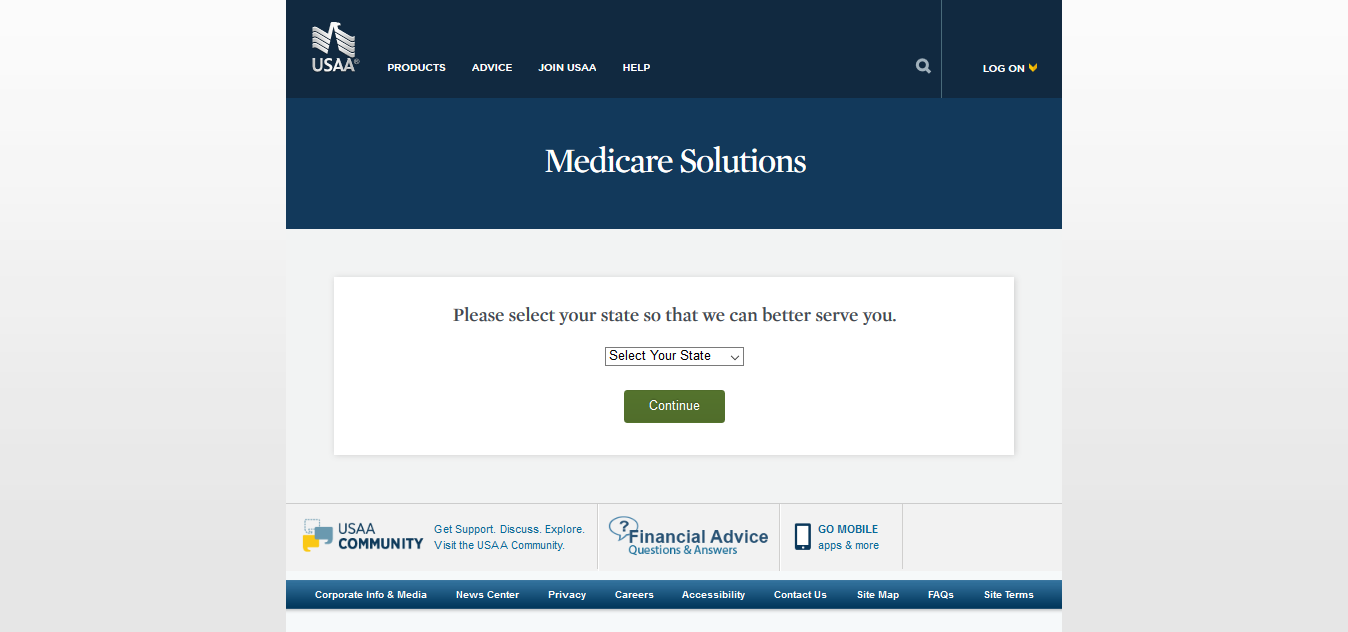 USAA®
PRODUCTS ADVICE JOIN USAA HELP LOG ON
Medicare Solutions
Please select your state so that we can better serve you.
Select Your State
Continue
USAA
COMMUNITY
Get Support. Discuss. Explore.
Visit the USAA Community.
?
Financial Advice
Questions & Answers
GO MOBILE
apps & more
Corporate Info & Media News Center Privacy Careers Accessibility Contact Us Site Map FAQs Site Terms